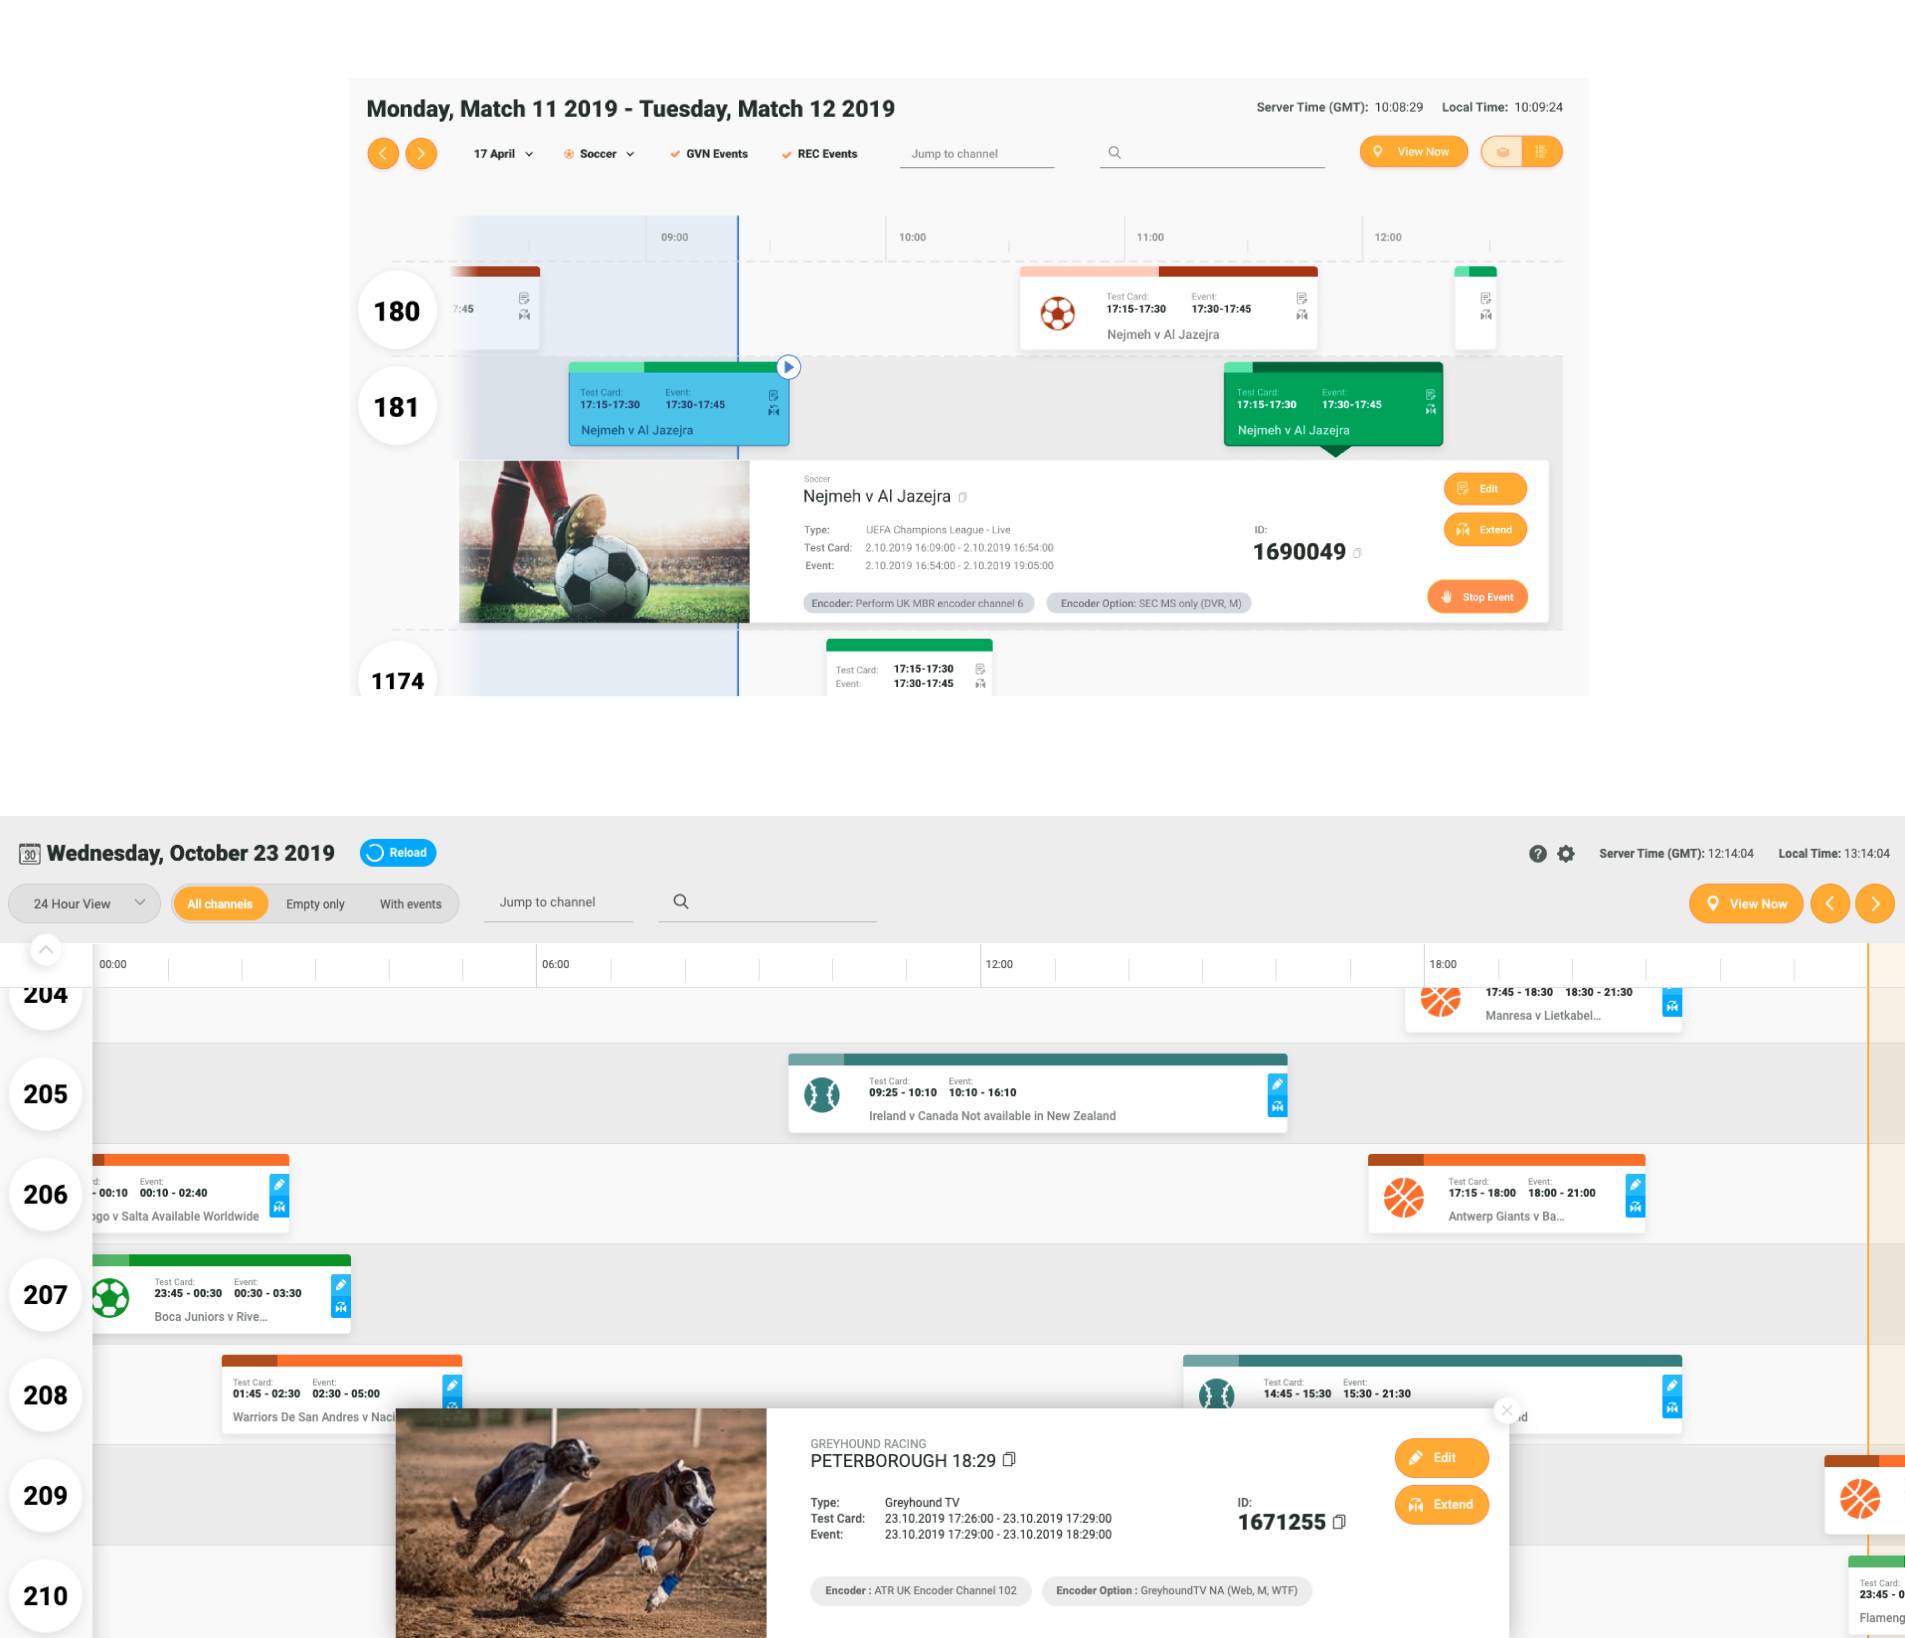 Monday, Match 11 2019 - Tuesday, Match 12 2019
Server Time (GMT): 10:08:29 Local Time: 10:09:24
17 April Soccer GVN Events REC Events Jump to channel View Now
09:00 10:00 11:00 12:00
180
7:45
Test Card: Event:
17:15-17:30 17:30-17:45
Nejmeh v Al Jazejra
181
Test Card: Event:
17:15-17:30 17:30-17:45
Nejmeh v Al Jazejra
Test Card: Event:
17:15-17:30 17:30-17:45
Nejmeh v Al Jazejra
Soccer
Nejmeh v Al Jazejra
Type: UEFA Champions League - Live
Test Card: 2.10.2019 16:09:00 - 2.10.2019 16:54:00
Event: 2.10.2019 16:54:00 - 2.10.2019 19:05:00
ID:
1690049
Encoder: Perform UK MBR encoder channel 6 Encoder Option: SEC MS only (DVR, M)
Edit
Extend
Stop Event
1174
Test Card: 17:15-17:30
Event: 17:30-17:45
30 Wednesday, October 23 2019 Reload
? Server Time (GMT): 12:14:04 Local Time: 13:14:04
24 Hour View All channels Empty only With events Jump to channel View Now
00:00 06:00 12:00 18:00
204
17:45 - 18:30 18:30 - 21:30
Manresa v Lietkabel...
205
Test Card: Event:
09:25 - 10:10 10:10 - 16:10
Ireland v Canada Not available in New Zealand
206
Event:
- 00:10 00:10 - 02:40
ogo v Salta Available Worldwide
Test Card: Event:
17:15 - 18:00 18:00 - 21:00
Antwerp Giants v Ba...
207
Test Card: Event:
23:45 - 00:30 00:30 - 03:30
Boca Juniors v Rive...
208
Test Card: Event:
01:45 - 02:30 02:30 - 05:00
Warriors De San Andres v Naci
Test Card: Event:
14:45 - 15:30 15:30 - 21:30
209
210
Test Card:
23:45 - 0
Flameng
GREYHOUND RACING
PETERBOROUGH 18:29
Type: Greyhound TV
Test Card: 23.10.2019 17:26:00 - 23.10.2019 17:29:00
Event: 23.10.2019 17:29:00 - 23.10.2019 18:29:00
ID:
1671255
Encoder : ATR UK Encoder Channel 102 Encoder Option : GreyhoundTV NA (Web, M, WTF)
Edit
Extend